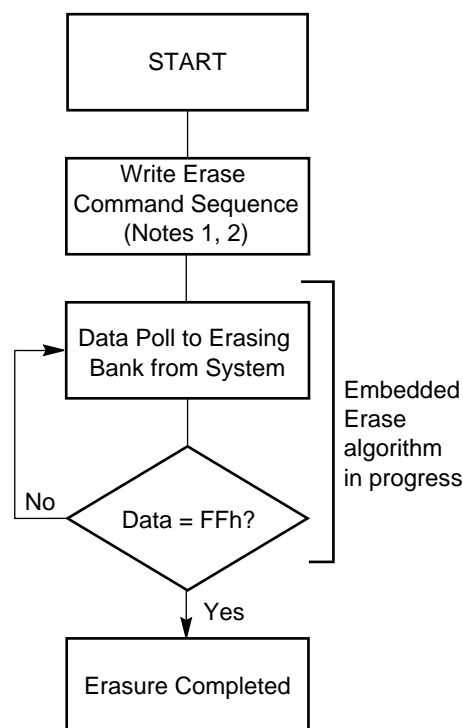 START
Write Erase
Command Sequence
(Notes 1, 2)
Data Poll to Erasing
Bank from System
Embedded
Erase
algorithm
in progress
No
Data = FFh?
Yes
Erasure Completed